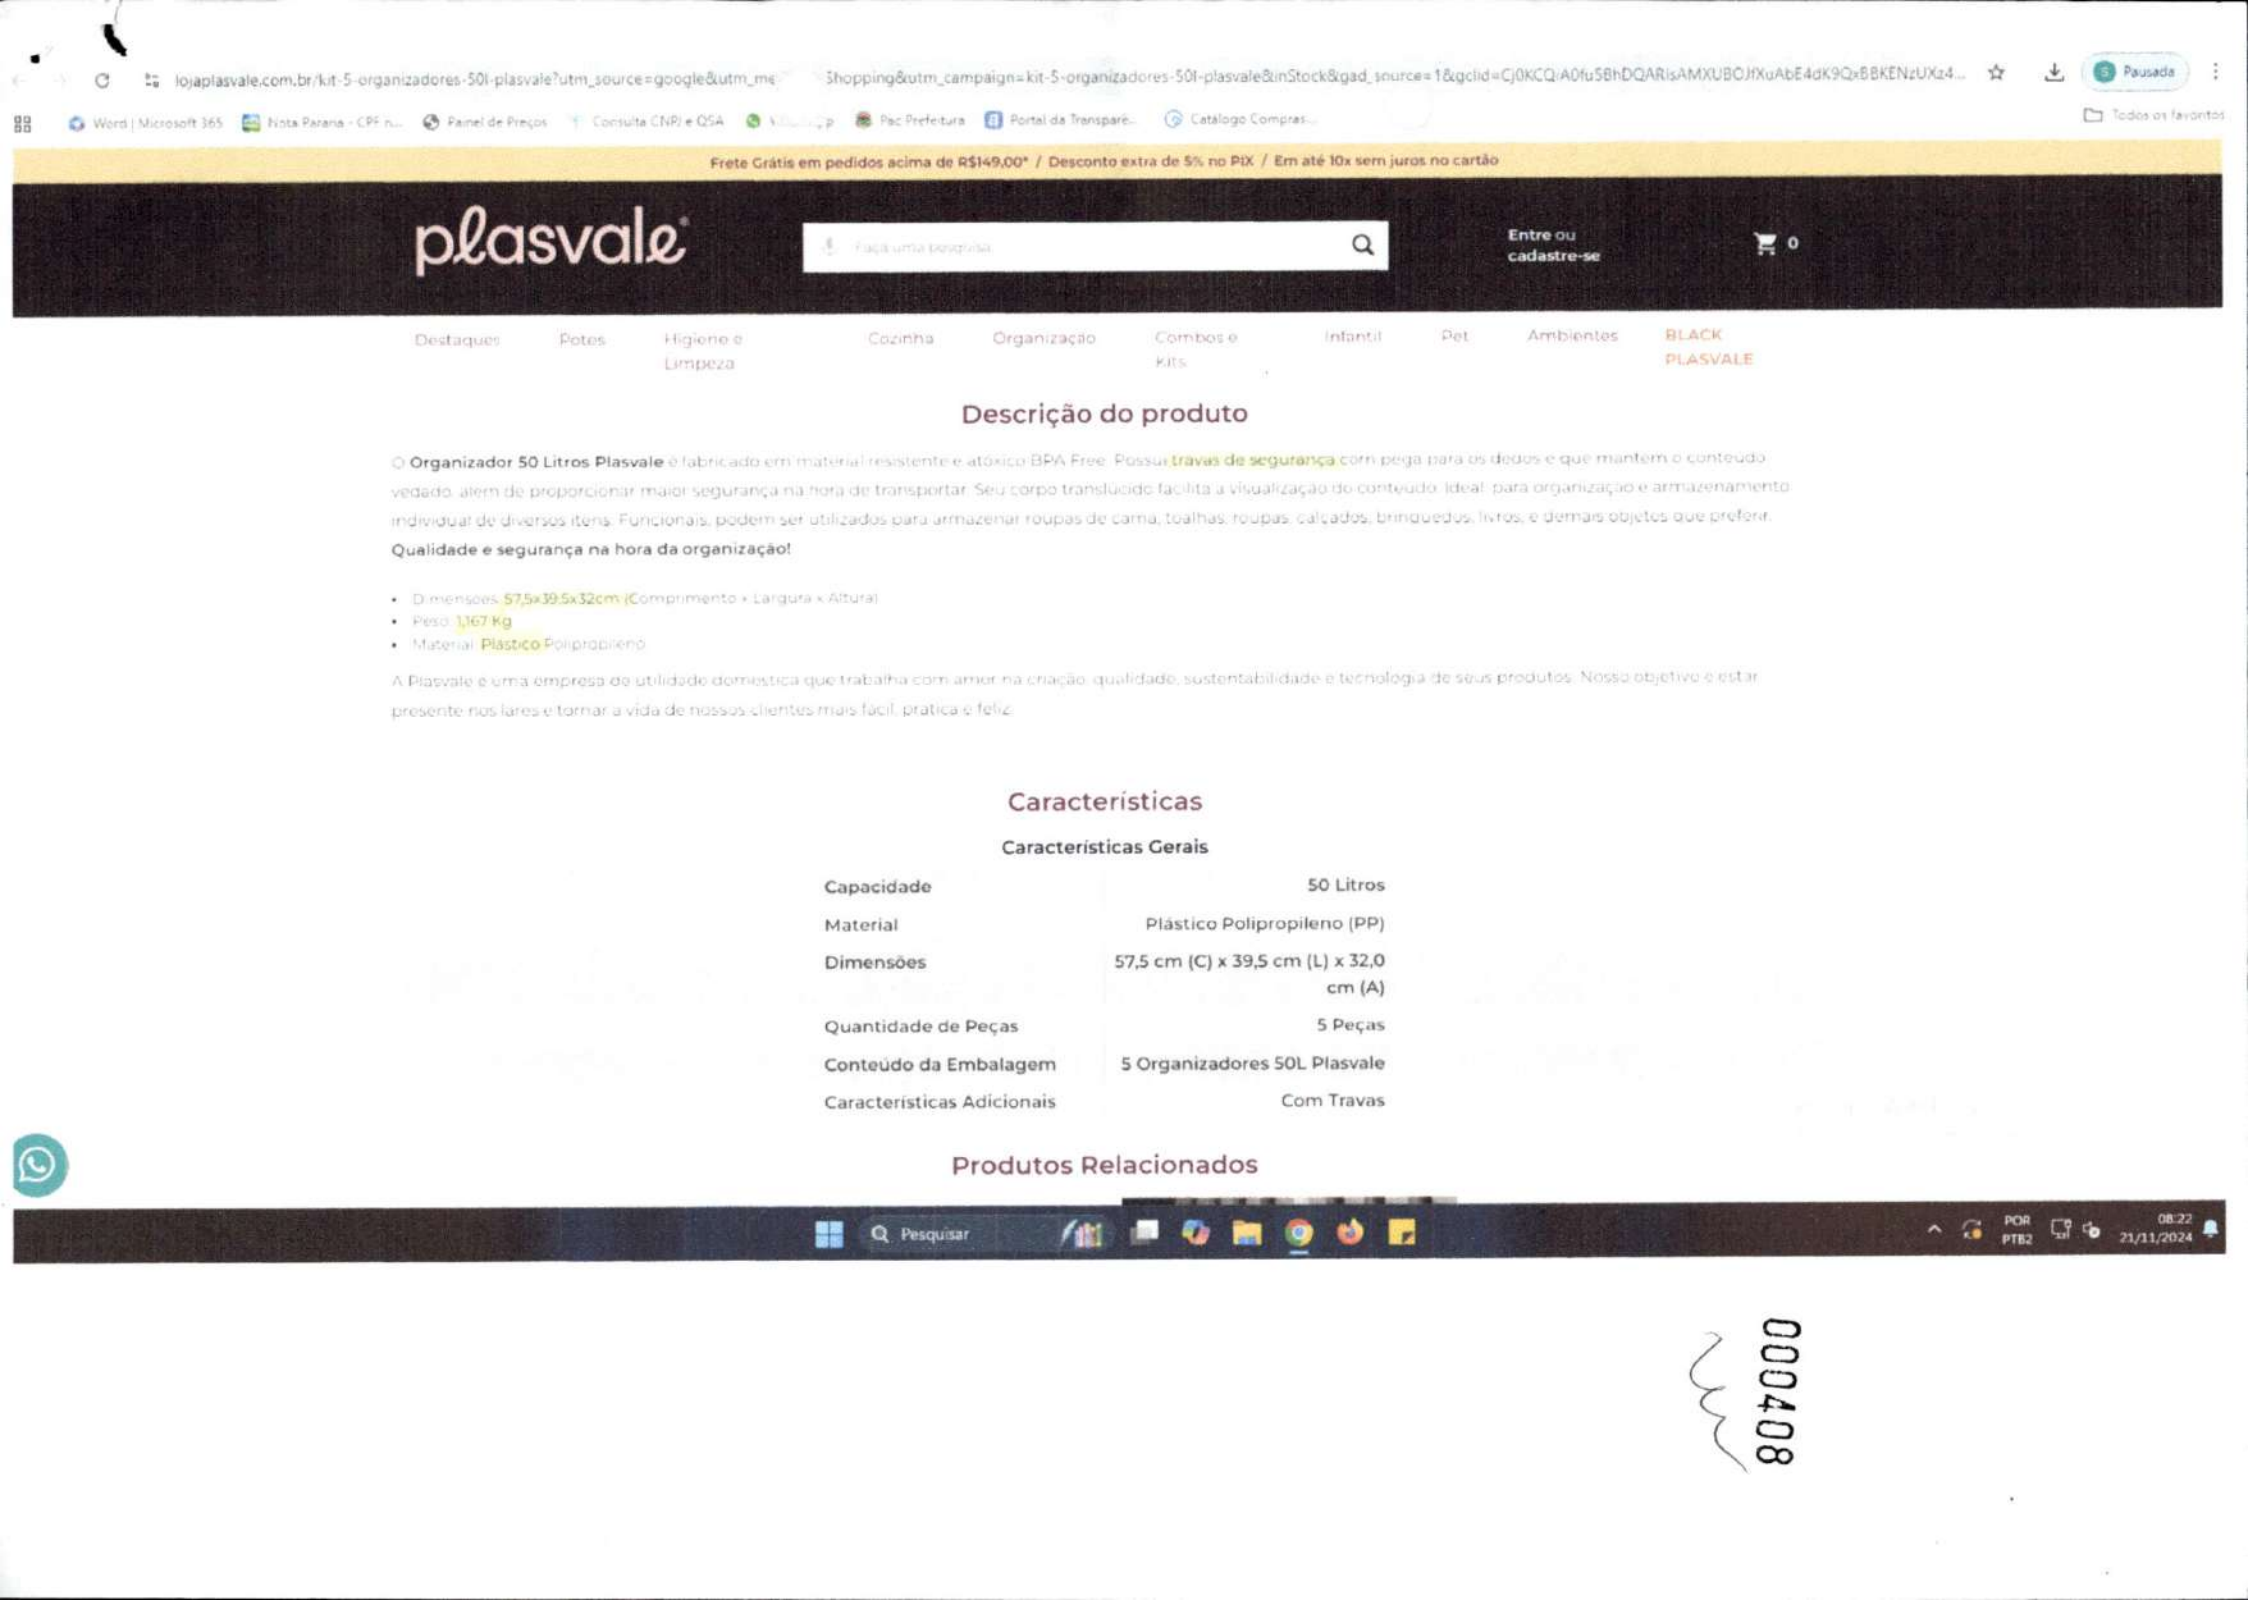 lojaplasvale.com.br/kit-5-organizadores-50l-plasvale?utm_source=google&utm_me Shopping&utm_campaign=kit-5-organizadores-50l-plasvale&inStock&gad_source=1&gclid= Pausada
Word | Microsoft 365 Nota Parana - CPF n... Painel de Preços Consulta CNPJ e QSA Pac Prefeitura Portal da Transparê... Catálogo Compras... Todos os favoritos
Frete Grátis em pedidos acima de R$149,00* / Desconto extra de 5% no PIX / Em até 10x sem juros no cartão
plasvale
Faça uma pesquisa
Entre ou
cadastre-se
0
Destaques Potes Higiene e Cozinha Organização Combos e Infantil Pet Ambientes BLACK
Limpeza Kits PLASVALE
Descrição do produto
O Organizador 50 Litros Plasvale é fabricado em material resistente e atóxico BPA Free. Possui travas de segurança com pega para os dedos e que mantém o conteúdo
vedado, além de proporcionar maior segurança na hora de transportar. Seu corpo translúcido facilita a visualização do conteúdo. Ideal para organização e armazenamento
individual de diversos itens. Funcionais, podem ser utilizados para armazenar roupas de cama, toalhas, roupas, calçados, brinquedos, livros, e demais objetos que preferir.
Qualidade e segurança na hora da organização!
• Dimensões: 57,5x39,5x32cm (Comprimento x Largura x Altura)
• Peso: 1,167 Kg
• Material: Plástico Polipropileno
A Plasvale é uma empresa de utilidade doméstica que trabalha com amor na criação, qualidade, sustentabilidade e tecnologia de seus produtos. Nosso objetivo é estar
presente nos lares e tornar a vida de nossos clientes mais fácil, prática e feliz.
Características
Características Gerais
Capacidade 50 Litros
Material Plástico Polipropileno (PP)
Dimensões 57,5 cm (C) x 39,5 cm (L) x 32,0
cm (A)
Quantidade de Peças 5 Peças
Conteúdo da Embalagem 5 Organizadores 50L Plasvale
Características Adicionais Com Travas
Produtos Relacionados
Pesquisar
POR
PTB2
08:22
21/11/2024
000408